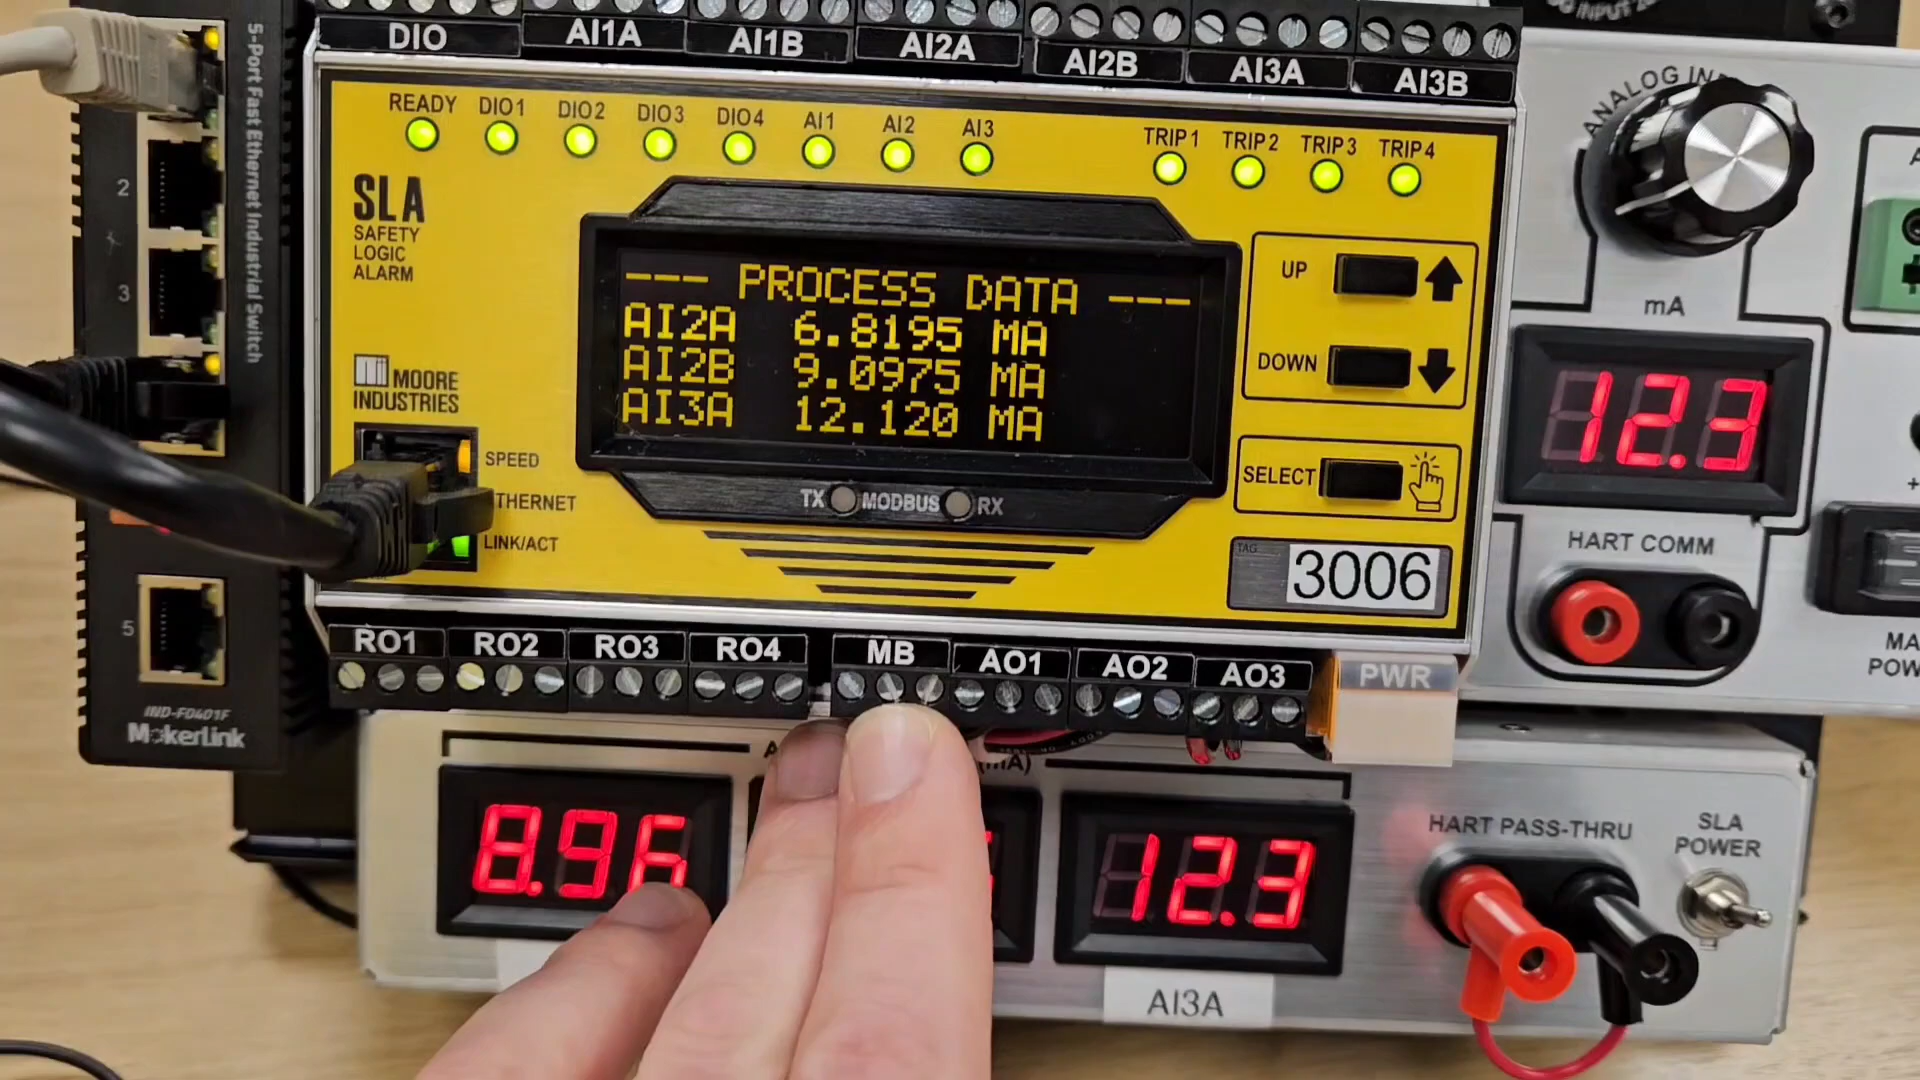 DIO AI1A AI1B AI2A AI2B AI3A AI3B
READY DIO1 DIO2 DIO3 DIO4 AI1 AI2 AI3 TRIP1 TRIP2 TRIP3 TRIP4
SLA
SAFETY
LOGIC
ALARM
--- PROCESS DATA ---
AI2A 6.8195 MA
AI2B 9.0975 MA
AI3A 12.120 MA
UP
DOWN
SELECT
MOORE
INDUSTRIES
SPEED
THERNET
LINK/ACT
TX MODBUS RX
TAG
3006
RO1 RO2 RO3 RO4 MB AO1 AO2 AO3 PWR
5-Port Fast Ethernet Industrial Switch
2
3
5
IND-F0401F
MokerLink
ANALOG IN
mA
12.3
HART COMM
(mA)
8.96
12.3
AI3A
HART PASS-THRU
SLA
POWER